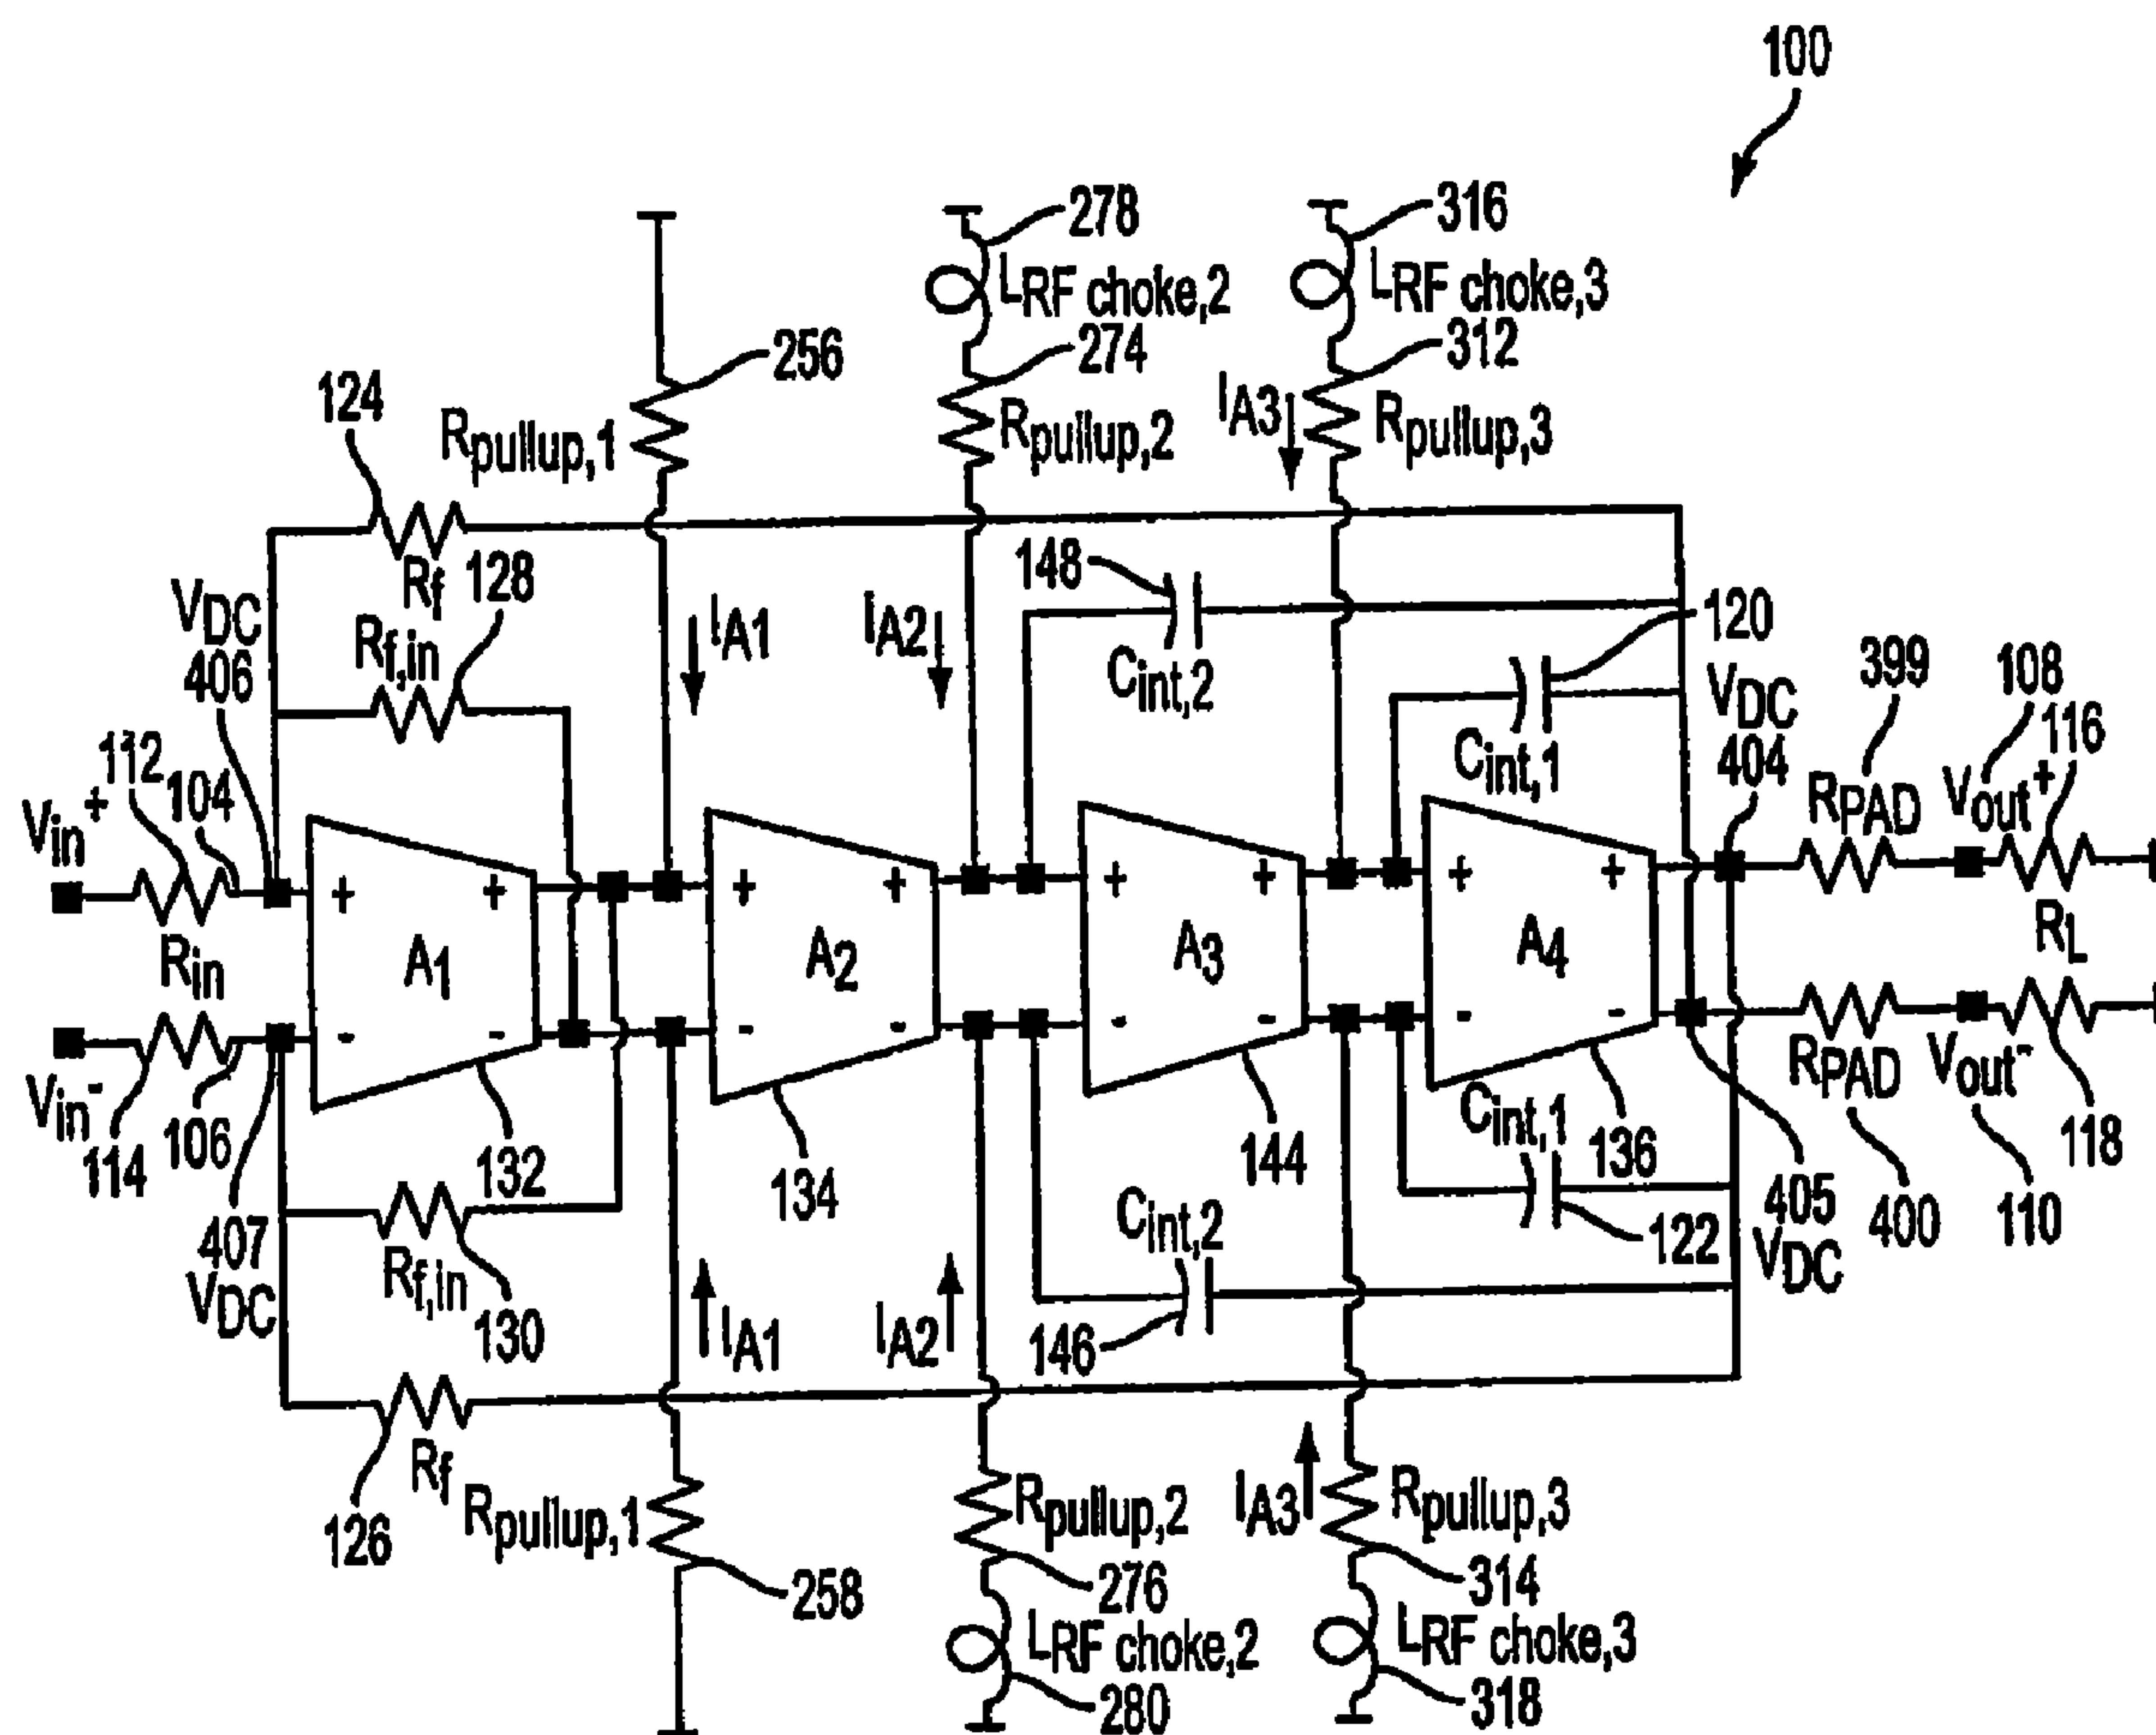 100
278
LRF choke,2
274
Rpullup,2
316
LRF choke,3
312
IA3
Rpullup,3
256
Rpullup,1
124
Rf
128
Rf,in
VDC
406
IA1
IA2
148
Cint,2
120
Cint,1
VDC
404
399
RPAD
108
Vout+
116
112
104
Vin+
Rin
+ + + + + + + +
A1 A2 A3 A4
- - - - - - - -
RL
Vin-
114
106
407
VDC
132
134
144
136
Cint,1
122
405
VDC
RPAD
400
Vout-
110
118
Rf,in
130
IA1
IA2
Cint,2
146
126
Rf
Rpullup,1
258
Rpullup,2
276
LRF choke,2
280
IA3
Rpullup,3
314
LRF choke,3
318